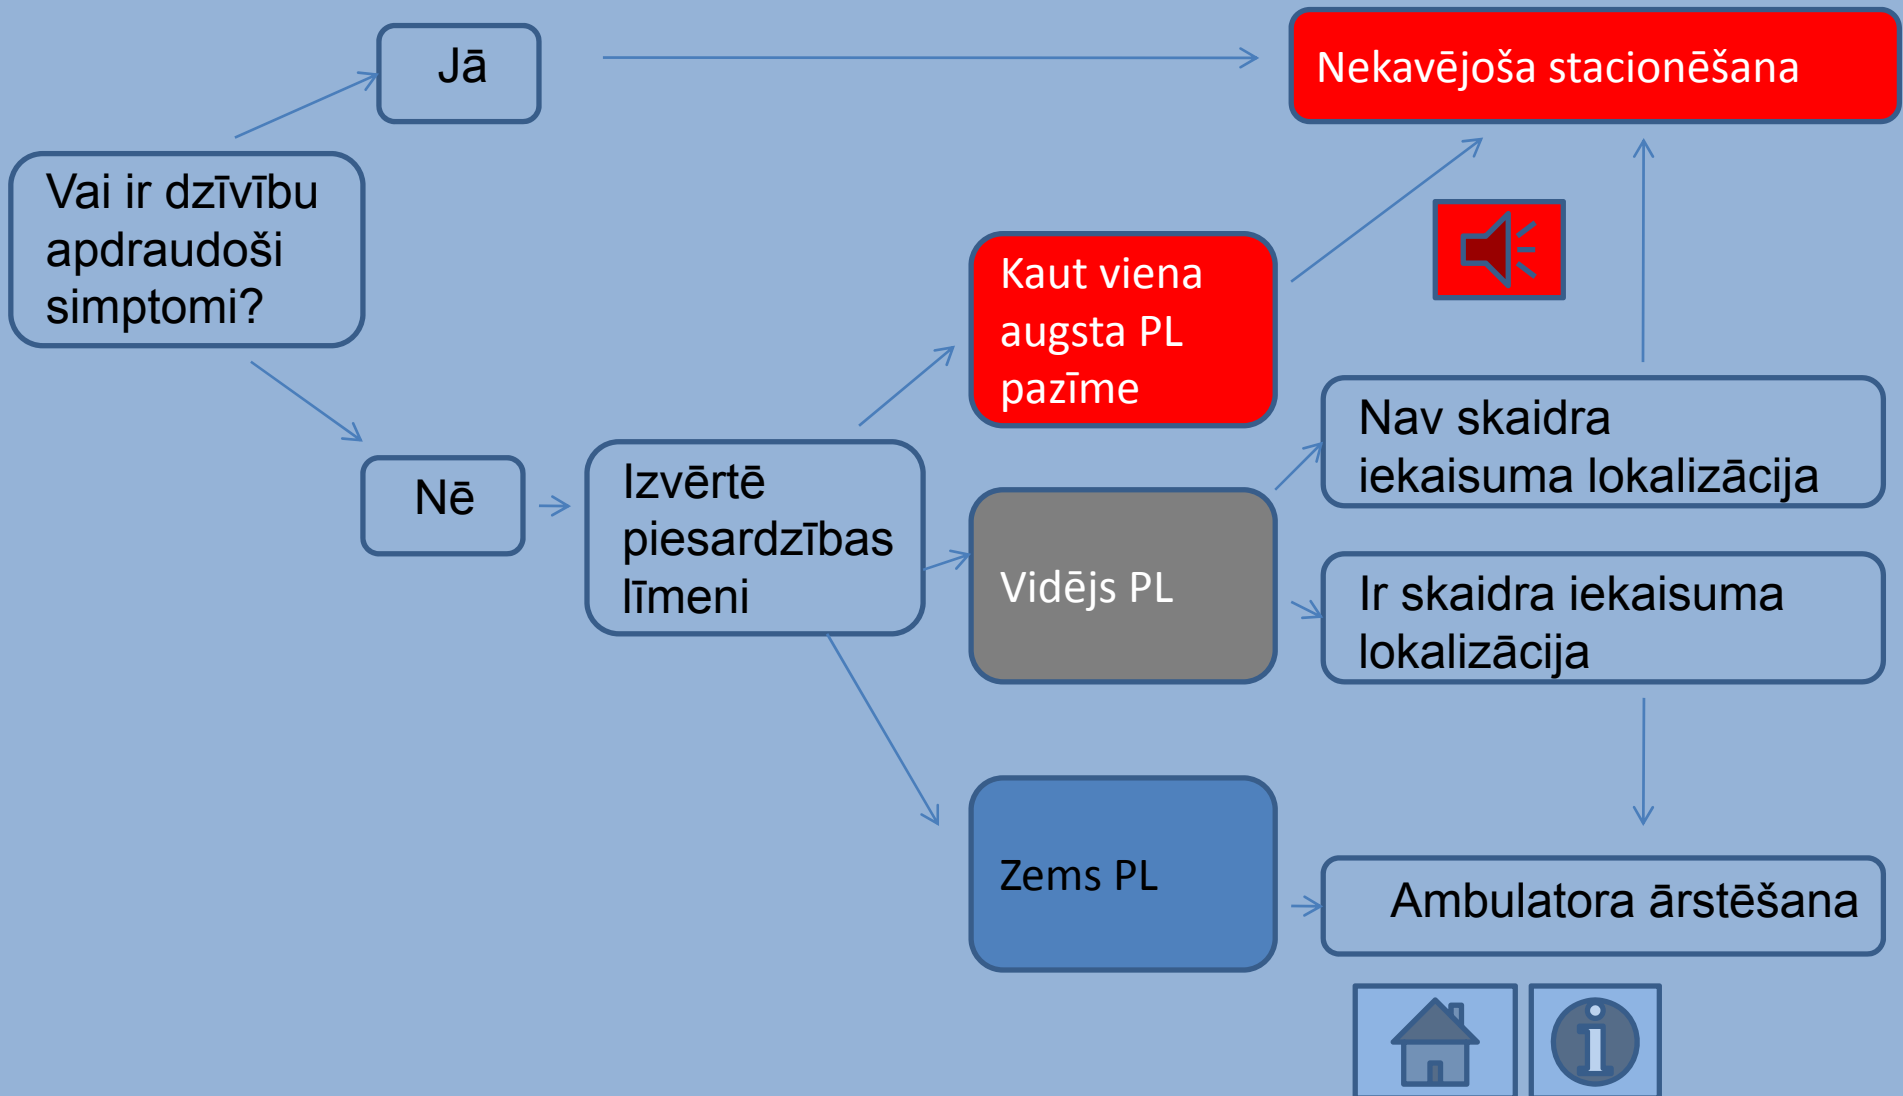 Jā
Nekavējoša stacionēšana
Vai ir dzīvību
apdraudoši
simptomi?
Kaut viena
augsta PL
pazīme
Nav skaidra
iekaisuma lokalizācija
Nē
Izvērtē
piesardzības
līmeni
Vidējs PL
Ir skaidra iekaisuma
lokalizācija
Zems PL
Ambulatora ārstēšana